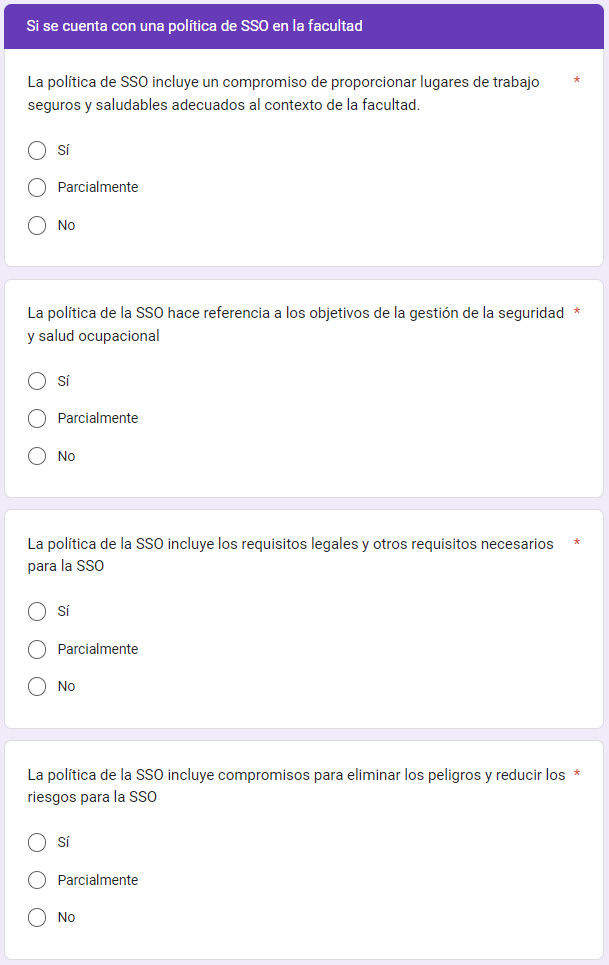 Si se cuenta con una política de SSO en la facultad
La política de SSO incluye un compromiso de proporcionar lugares de trabajo *
seguros y saludables adecuados al contexto de la facultad.
Sí
Parcialmente
No
La política de la SSO hace referencia a los objetivos de la gestión de la seguridad *
y salud ocupacional
Sí
Parcialmente
No
La política de la SSO incluye los requisitos legales y otros requisitos necesarios *
para la SSO
Sí
Parcialmente
No
La política de la SSO incluye compromisos para eliminar los peligros y reducir los *
riesgos para la SSO
Sí
Parcialmente
No